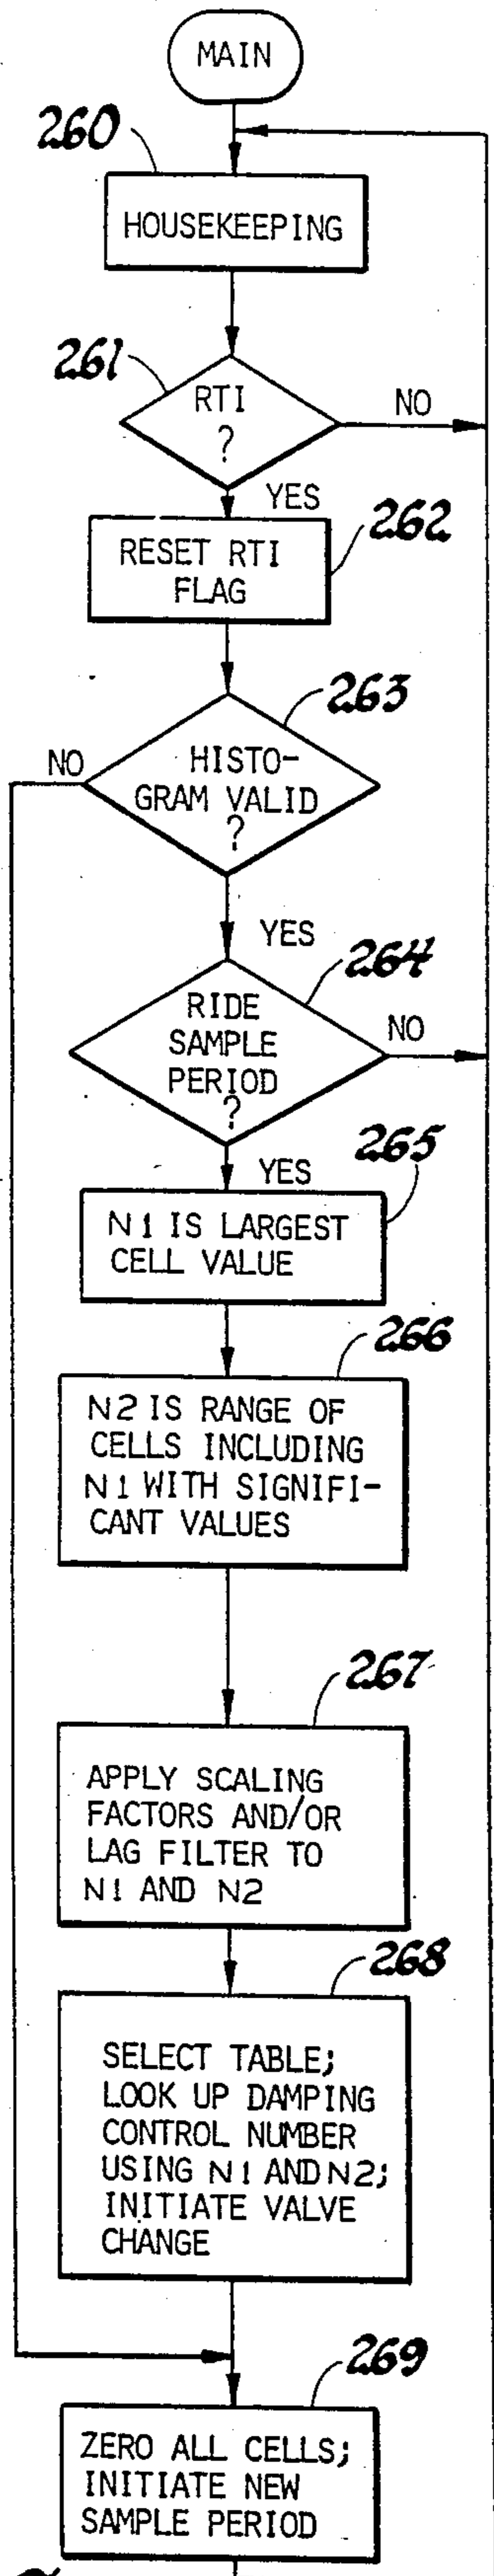 MAIN
260
HOUSEKEEPING
261
RTI
?
NO
YES
262
RESET RTI
FLAG
263
NO
HISTO-
GRAM VALID
?
YES
264
RIDE
SAMPLE
PERIOD
?
NO
265
YES
N1 IS LARGEST
CELL VALUE
266
N2 IS RANGE OF
CELLS INCLUDING
N1 WITH SIGNIFI-
CANT VALUES
267
APPLY SCALING
FACTORS AND/OR
LAG FILTER TO
N1 AND N2
268
SELECT TABLE;
LOOK UP DAMPING
CONTROL NUMBER
USING N1 AND N2;
INITIATE VALVE
CHANGE
269
ZERO ALL CELLS;
INITIATE NEW
SAMPLE PERIOD